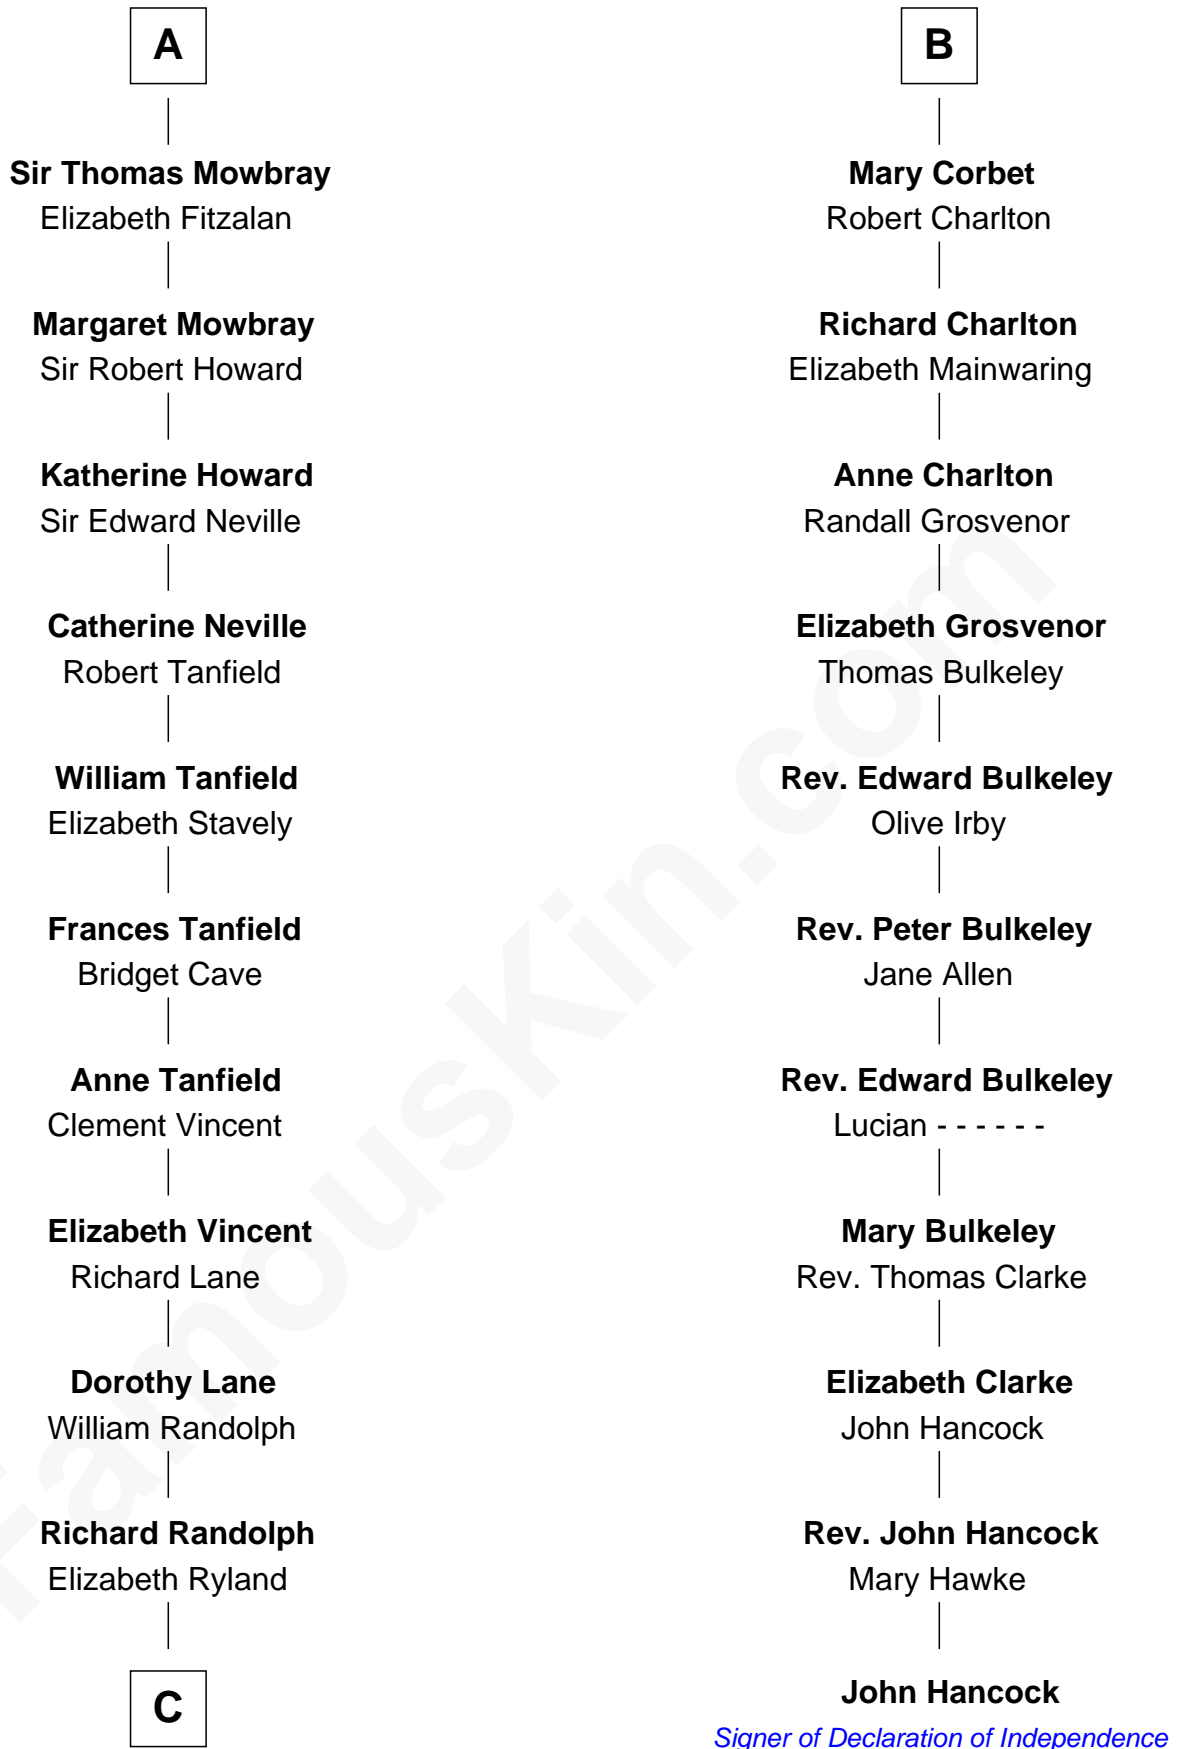 A
Sir Thomas Mowbray
Elizabeth Fitzalan
Margaret Mowbray
Sir Robert Howard
Katherine Howard
Sir Edward Neville
Catherine Neville
Robert Tanfield
William Tanfield
Elizabeth Stavely
Frances Tanfield
Bridget Cave
Anne Tanfield
Clement Vincent
Elizabeth Vincent
Richard Lane
Dorothy Lane
William Randolph
Richard Randolph
Elizabeth Ryland
C
B
Mary Corbet
Robert Charlton
Richard Charlton
Elizabeth Mainwaring
Anne Charlton
Randall Grosvenor
Elizabeth Grosvenor
Thomas Bulkeley
Rev. Edward Bulkeley
Olive Irby
Rev. Peter Bulkeley
Jane Allen
Rev. Edward Bulkeley
Lucian - - - - - -
Mary Bulkeley
Rev. Thomas Clarke
Elizabeth Clarke
John Hancock
Rev. John Hancock
Mary Hawke
John Hancock
Signer of Declaration of Independence
FamousKin.com